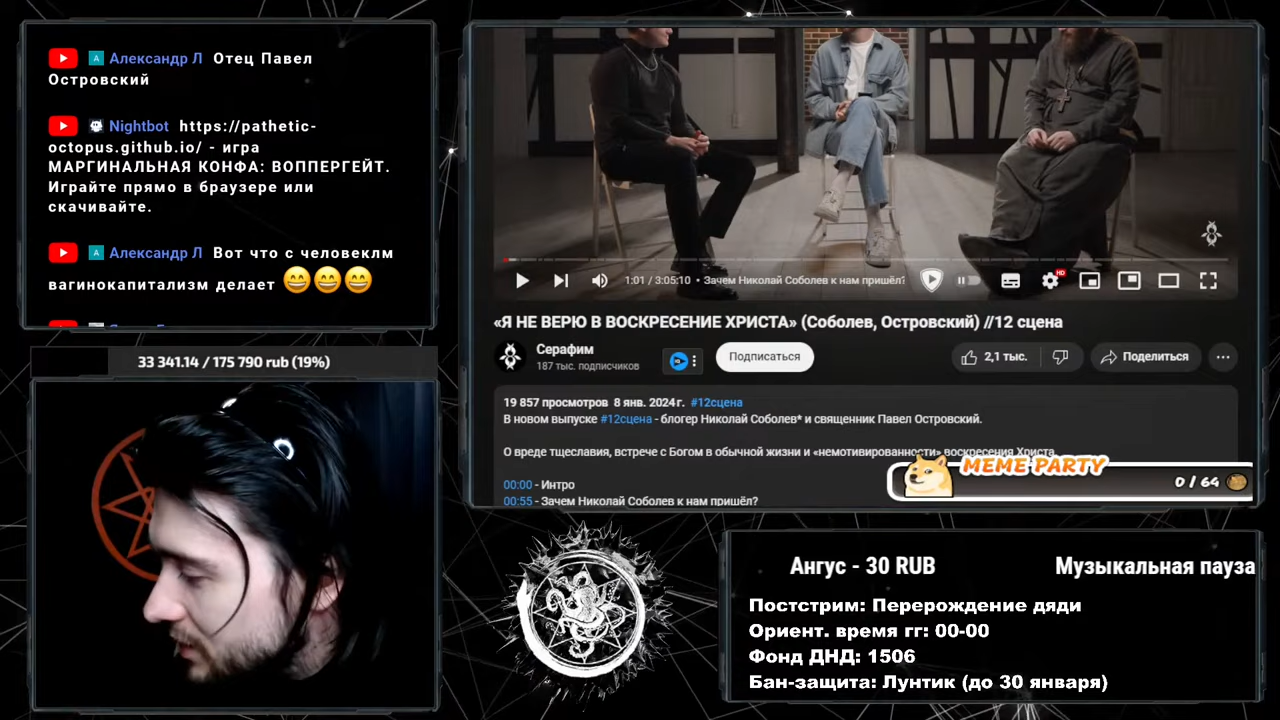 Александр Л Отец Павел
Островский
Nightbot https://pathetic-
octopus.github.io/ - игра
МАРГИНАЛЬНАЯ КОНФА: ВОППЕРГЕЙТ.
Играйте прямо в браузере или
скачивайте.
Александр Л Вот что с человеклм
вагинокапитализм делает 😄😄😄
33 341.14 / 175 790 rub (19%)
1:01 / 3:05:10 • Зачем Николай Соболев к нам пришёл?
HD
«Я НЕ ВЕРЮ В ВОСКРЕСЕНИЕ ХРИСТА» (Соболев, Островский) //12 сцена
Серафим
187 тыс. подписчиков
Подписаться
2,1 тыс.
Поделиться
19 857 просмотров 8 янв. 2024 г. #12сцена
В новом выпуске #12сцена - блогер Николай Соболев* и священник Павел Островский.
О вреде тщеславия, встрече с Богом в обычной жизни и «немотивированности» воскресения Христа.
00:00 - Интро
00:55 - Зачем Николай Соболев к нам пришёл?
MEME PARTY
0 / 64
Ангус - 30 RUB
Музыкальная пауза
Постстрим: Перерождение дяди
Ориент. время гг: 00-00
Фонд ДНД: 1506
Бан-защита: Лунтик (до 30 января)